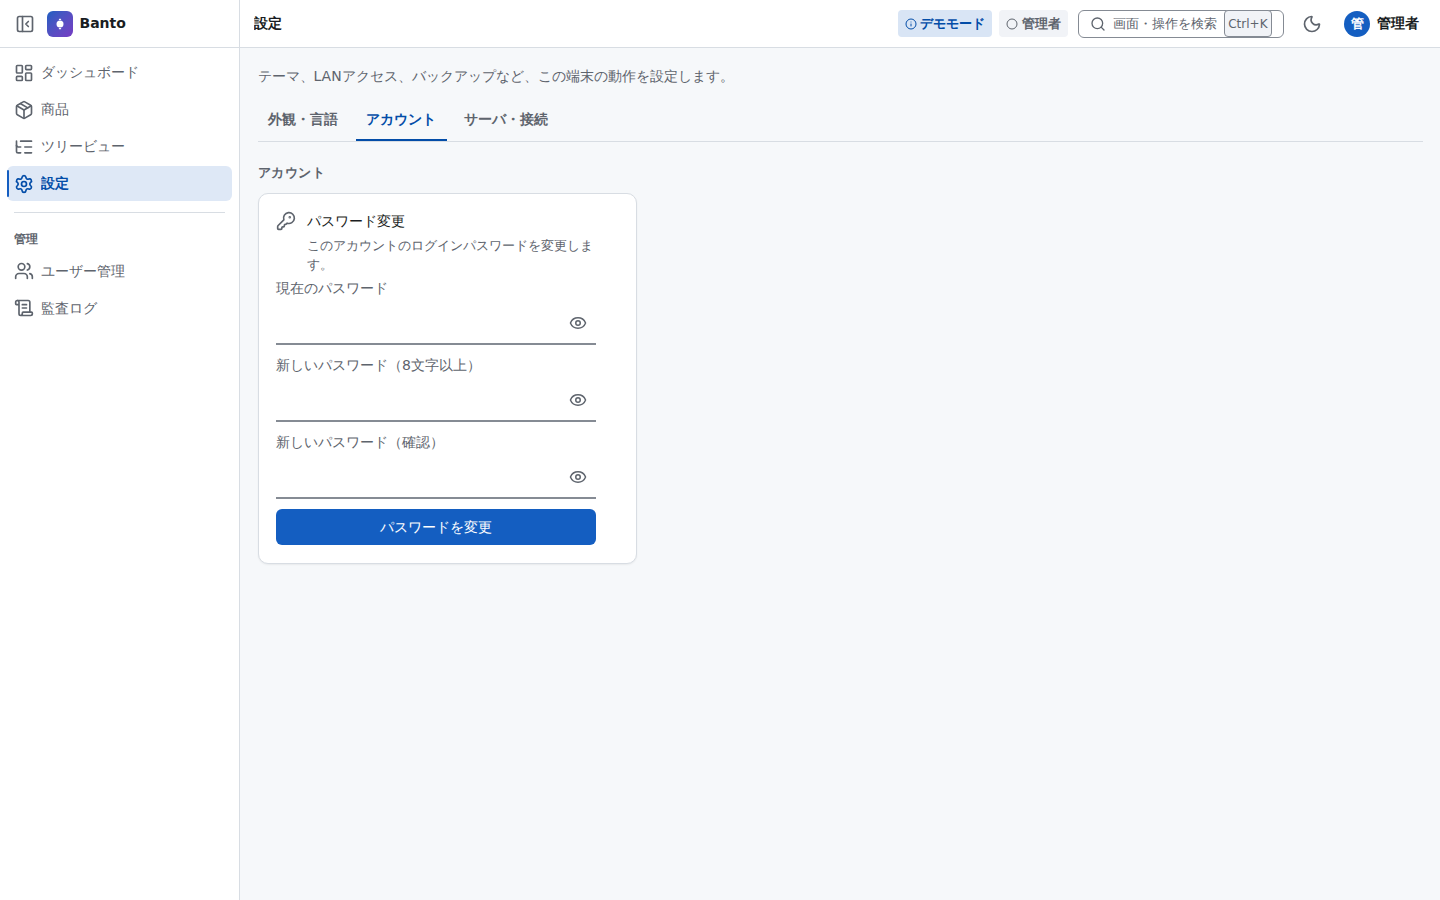 Banto
設定
デモモード
管理者
画面・操作を検索
Ctrl+K
管
管理者
ダッシュボード
商品
ツリービュー
設定
管理
ユーザー管理
監査ログ
テーマ、LANアクセス、バックアップなど、この端末の動作を設定します。
外観・言語
アカウント
サーバ・接続
アカウント
パスワード変更
このアカウントのログインパスワードを変更しま
す。
現在のパスワード
新しいパスワード（8文字以上）
新しいパスワード（確認）
パスワードを変更